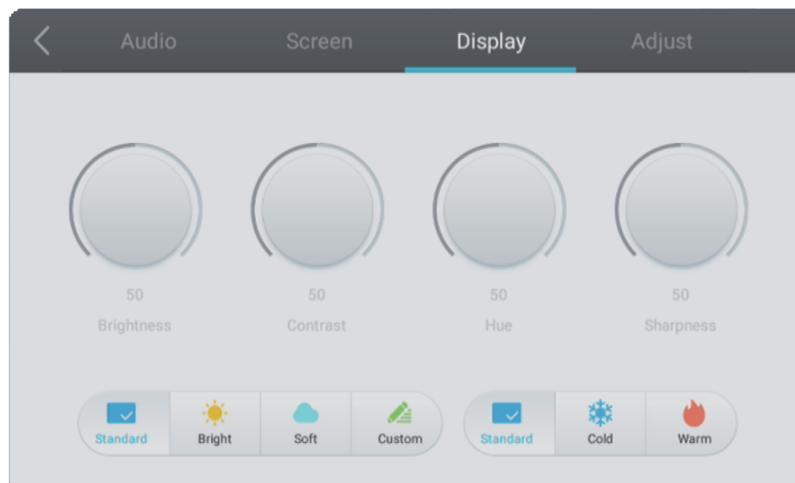 Audio Screen Display Adjust
50 50 50 50
Brightness Contrast Hue Sharpness
Standard Bright Soft Custom Standard Cold Warm